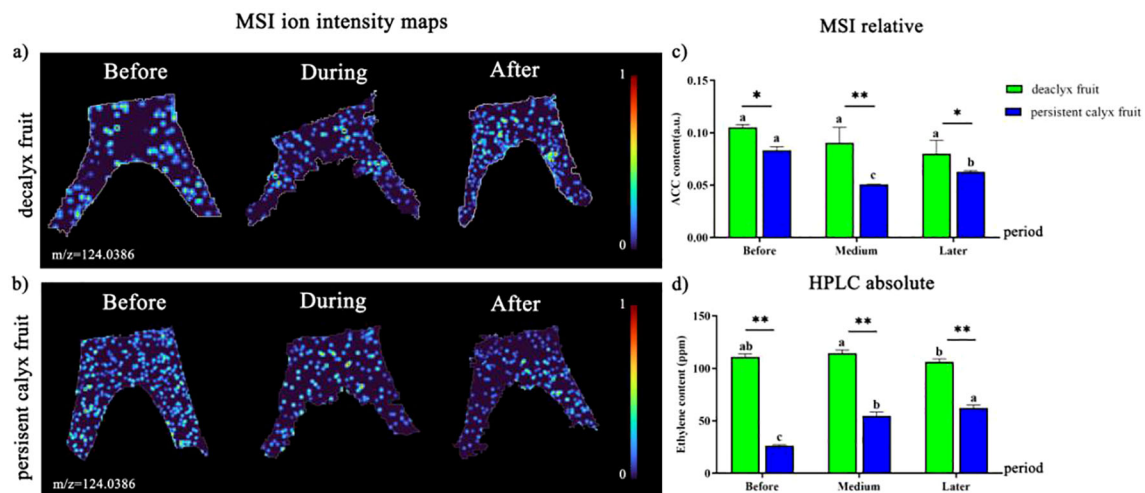 MSI ion intensity maps
MSI relative
a)
Before
During
After
1
0
decalyx fruit
m/z=124.0386
b)
Before
During
After
1
0
persisent calyx fruit
m/z=124.0386
c)
0.15
0.10
0.05
0.00
ACC content(a.u.)
* ** *
a a a c a b
Before Medium Later
period
deaclyx fruit
persistent calyx fruit
d)
HPLC absolute
150
100
50
0
Ethylene content (ppm)
** ** **
ab c a b b a
Before Medium Later
period